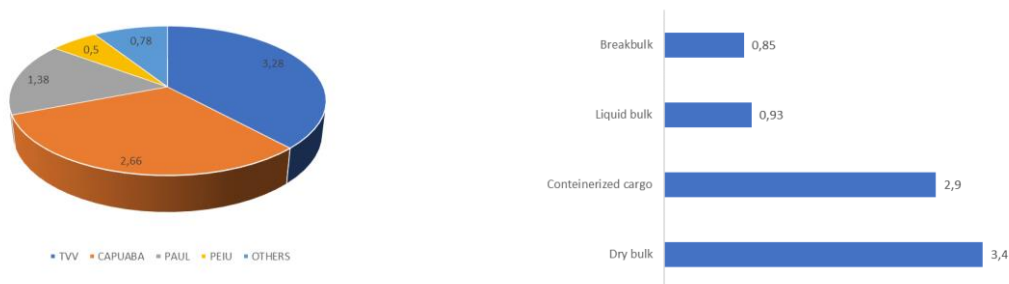 0,78
0,5
3,28
1,38
2,66
TVV CAPUABA PAUL PEIU OTHERS
Breakbulk 0,85
Liquid bulk 0,93
Conteinerized cargo 2,9
Dry bulk 3,4